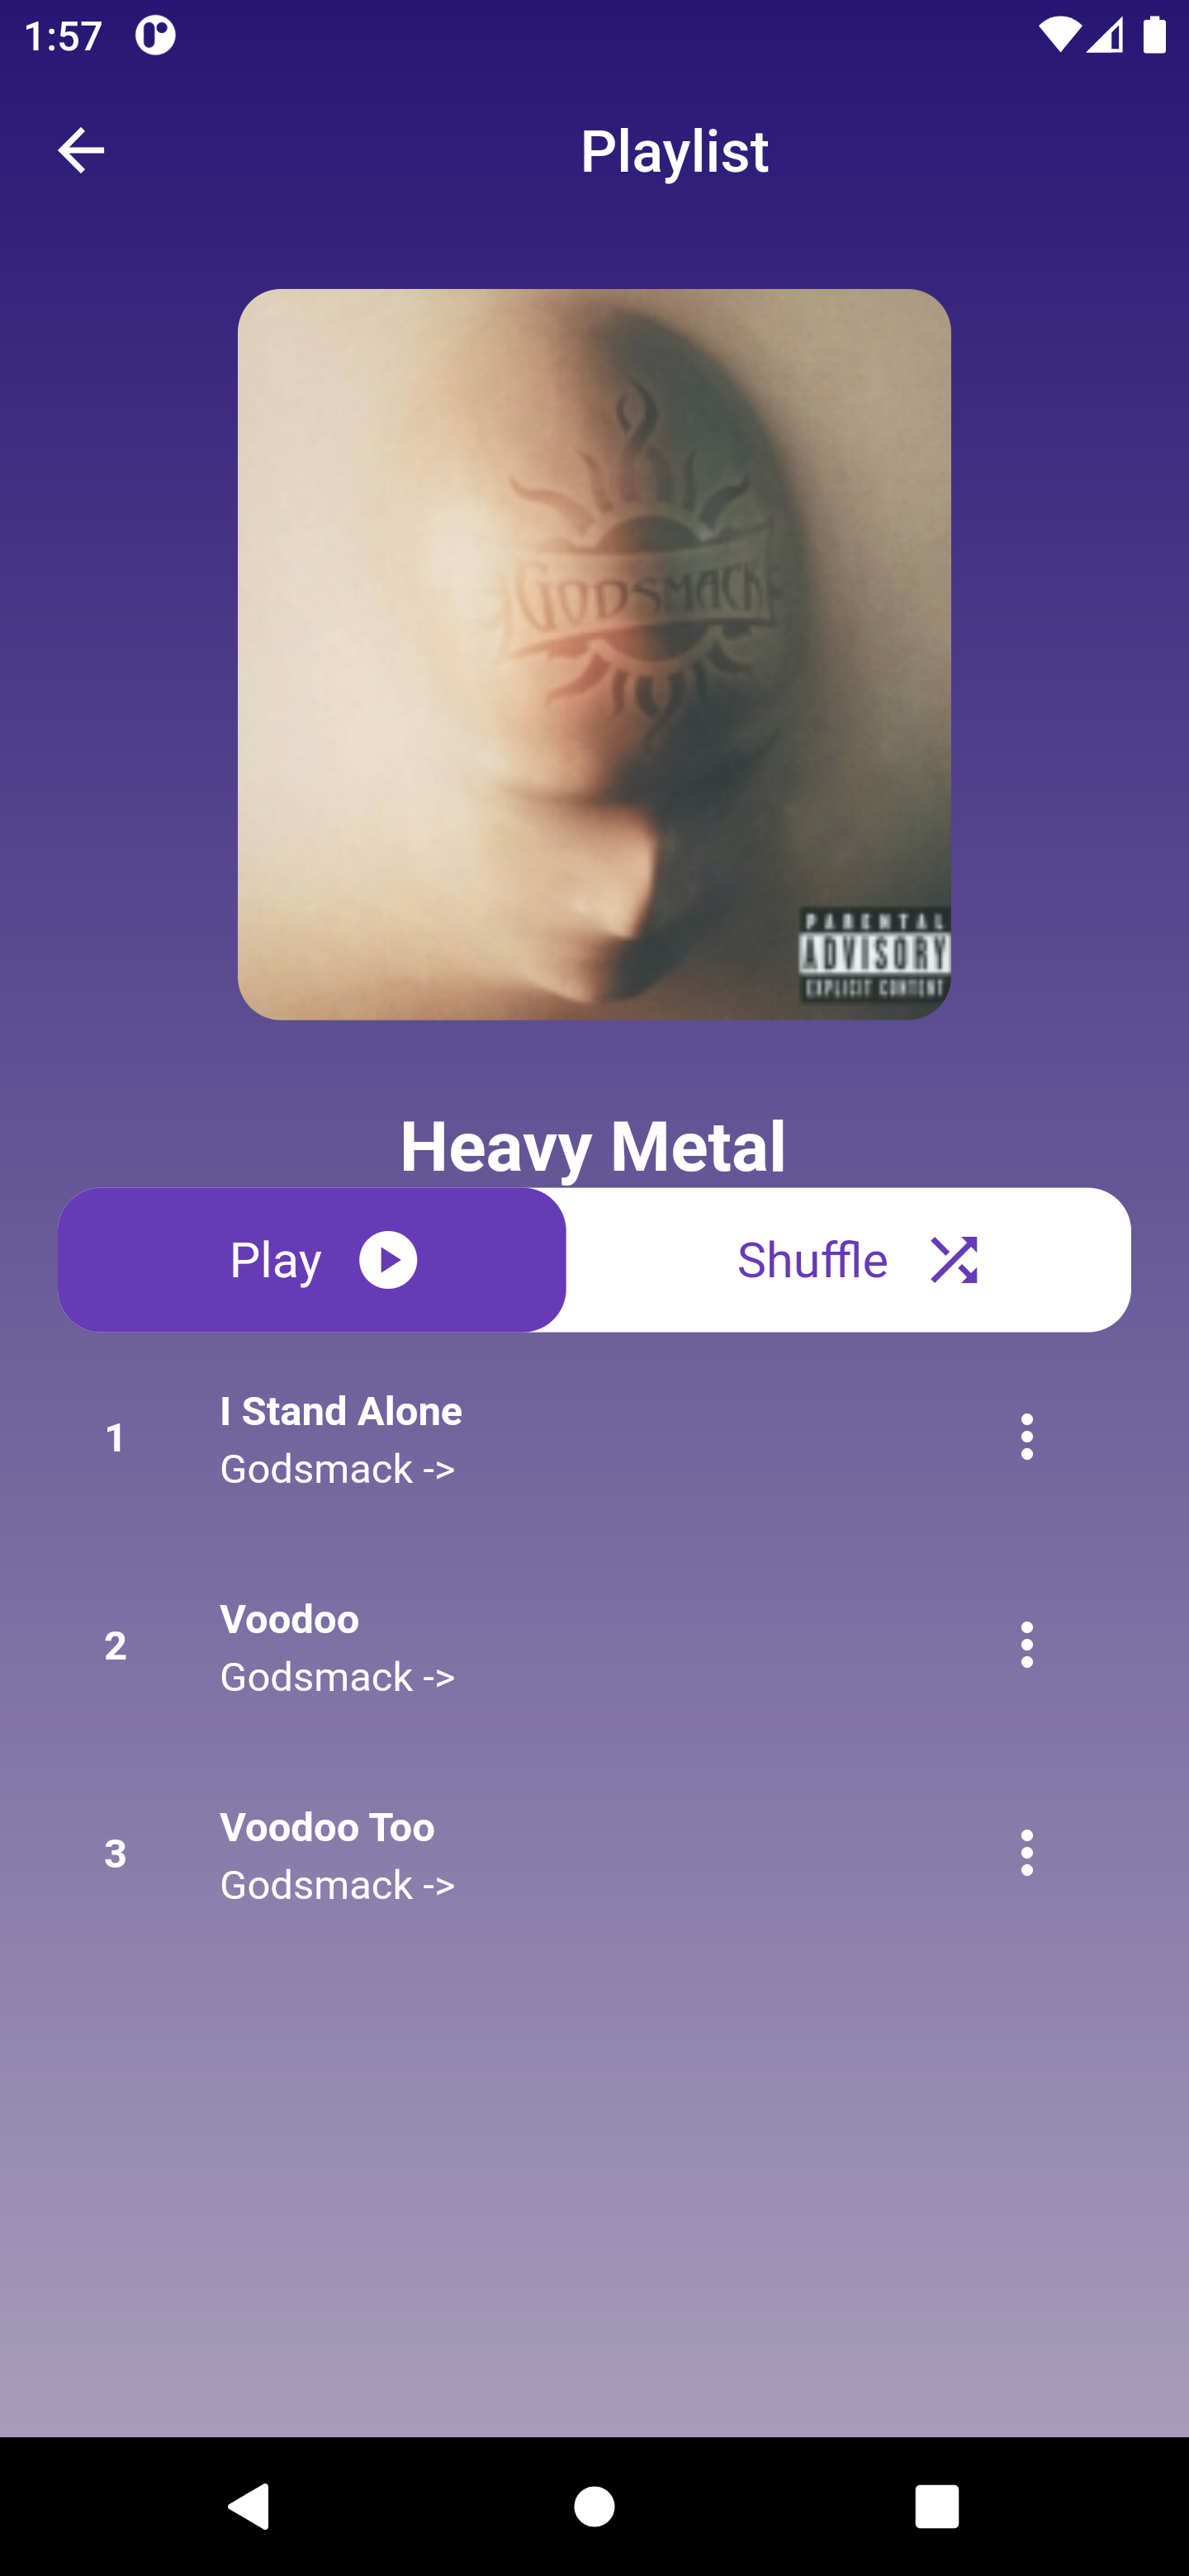 1:57
Playlist
GODSMACK
PARENTAL
ADVISORY
EXPLICIT CONTENT
Heavy Metal
Play
Shuffle
1
I Stand Alone
Godsmack ->
2
Voodoo
Godsmack ->
3
Voodoo Too
Godsmack ->